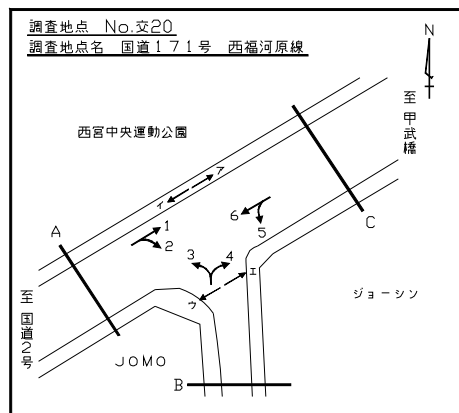 調査地点 No.交20
調査地点名 国道171号 西福河原線
N
西宮中央運動公園
至 甲武橋
ア
イ
A
1
2
6
5
C
3
4
エ
ウ
至 国道2号
ジョーシン
JOMO
B